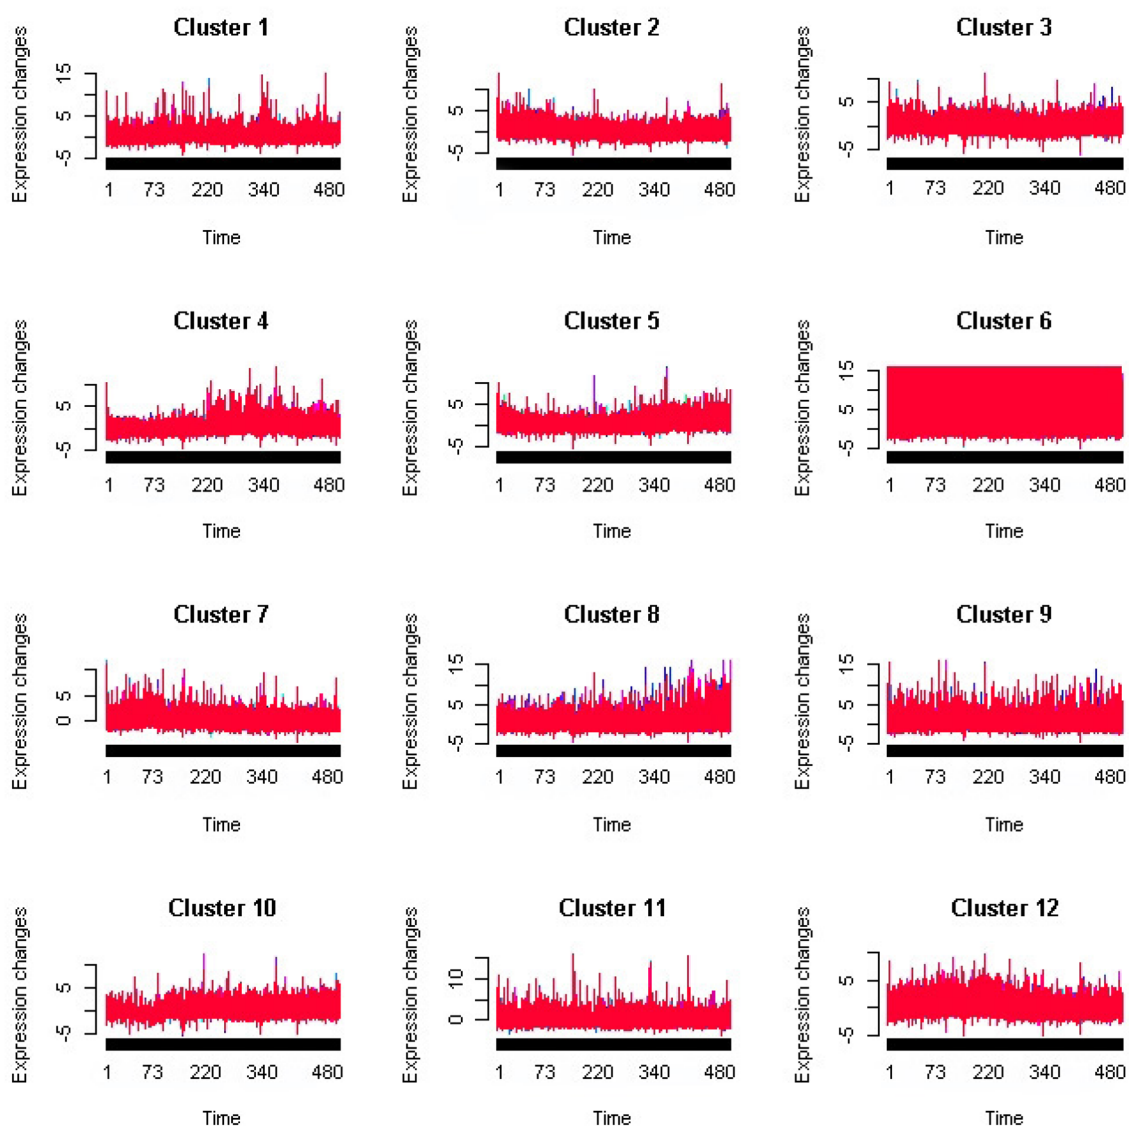 Cluster 1
Expression changes
15
5
-5
1 73 220 340 480
Time
Cluster 2
Expression changes
5
-5
1 73 220 340 480
Time
Cluster 3
Expression changes
5
-5
1 73 220 340 480
Time
Cluster 4
Expression changes
5
-5
1 73 220 340 480
Time
Cluster 5
Expression changes
5
-5
1 73 220 340 480
Time
Cluster 6
Expression changes
15
5
-5
1 73 220 340 480
Time
Cluster 7
Expression changes
5
0
1 73 220 340 480
Time
Cluster 8
Expression changes
15
5
-5
1 73 220 340 480
Time
Cluster 9
Expression changes
15
5
-5
1 73 220 340 480
Time
Cluster 10
Expression changes
5
-5
1 73 220 340 480
Time
Cluster 11
Expression changes
10
0
1 73 220 340 480
Time
Cluster 12
Expression changes
5
-5
1 73 220 340 480
Time